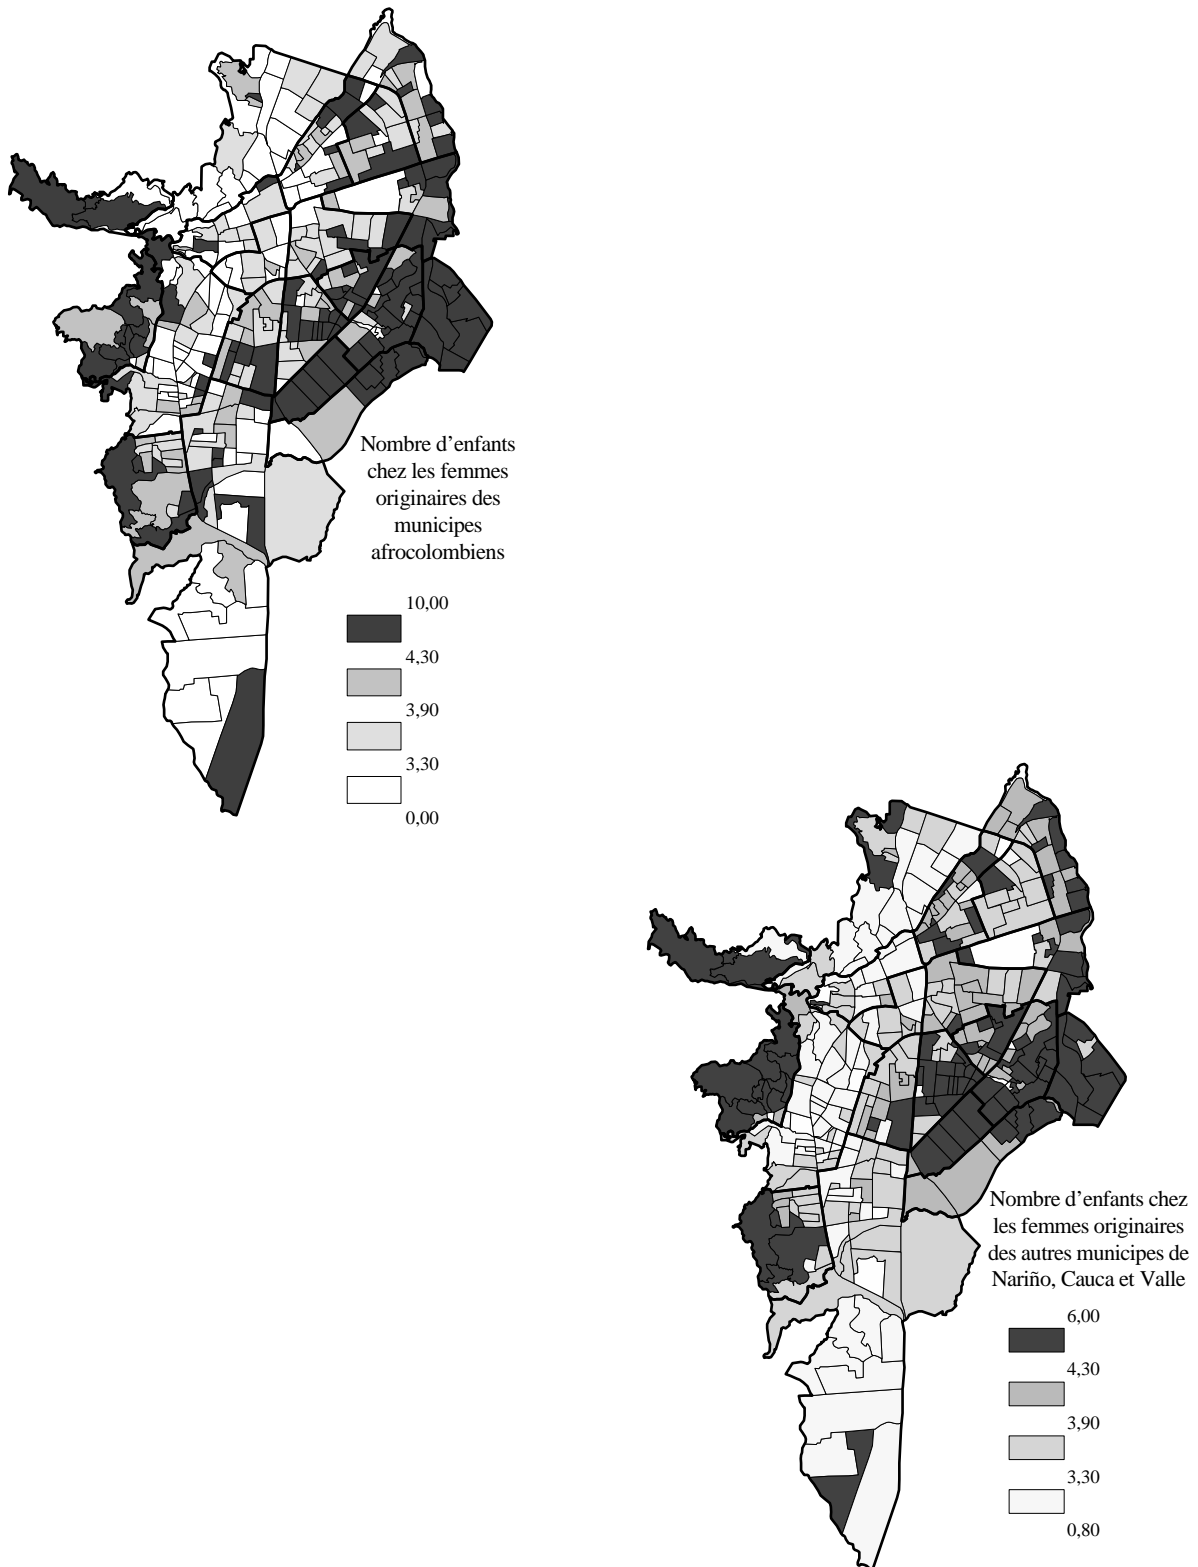 Nombre d’enfants
chez les femmes
originaires des
municipes
afrocolombiens
10,00
4,30
3,90
3,30
0,00
Nombre d’enfants chez
les femmes originaires
des autres municipes de
Nariño, Cauca et Valle
6,00
4,30
3,90
3,30
0,80